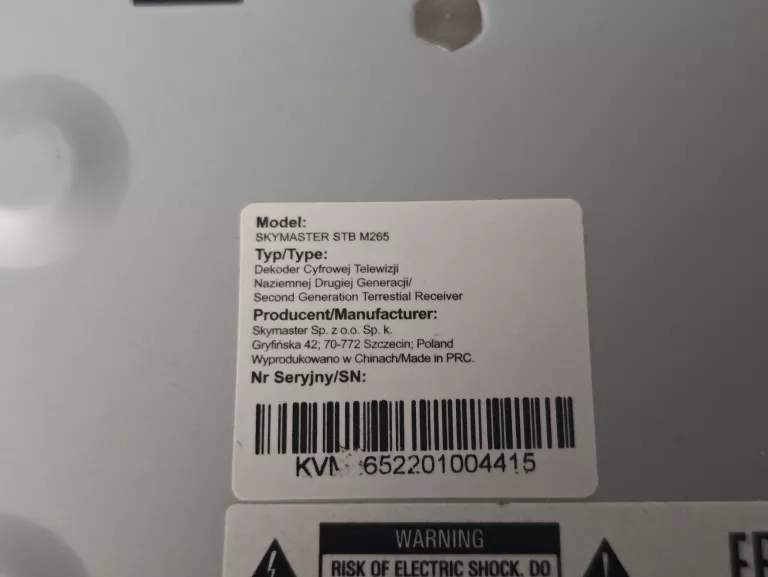 Model:
SKYMASTER STB M265
Typ/Type:
Dekoder Cyfrowej Telewizji
Naziemnej Drugiej Generacji/
Second Generation Terrestial Receiver
Producent/Manufacturer:
Skymaster Sp. z o.o. Sp. k.
Gryfińska 42; 70-772 Szczecin; Poland
Wyprodukowano w Chinach/Made in PRC.
Nr Seryjny/SN:
WARNING
RISK OF ELECTRIC SHOCK. DO